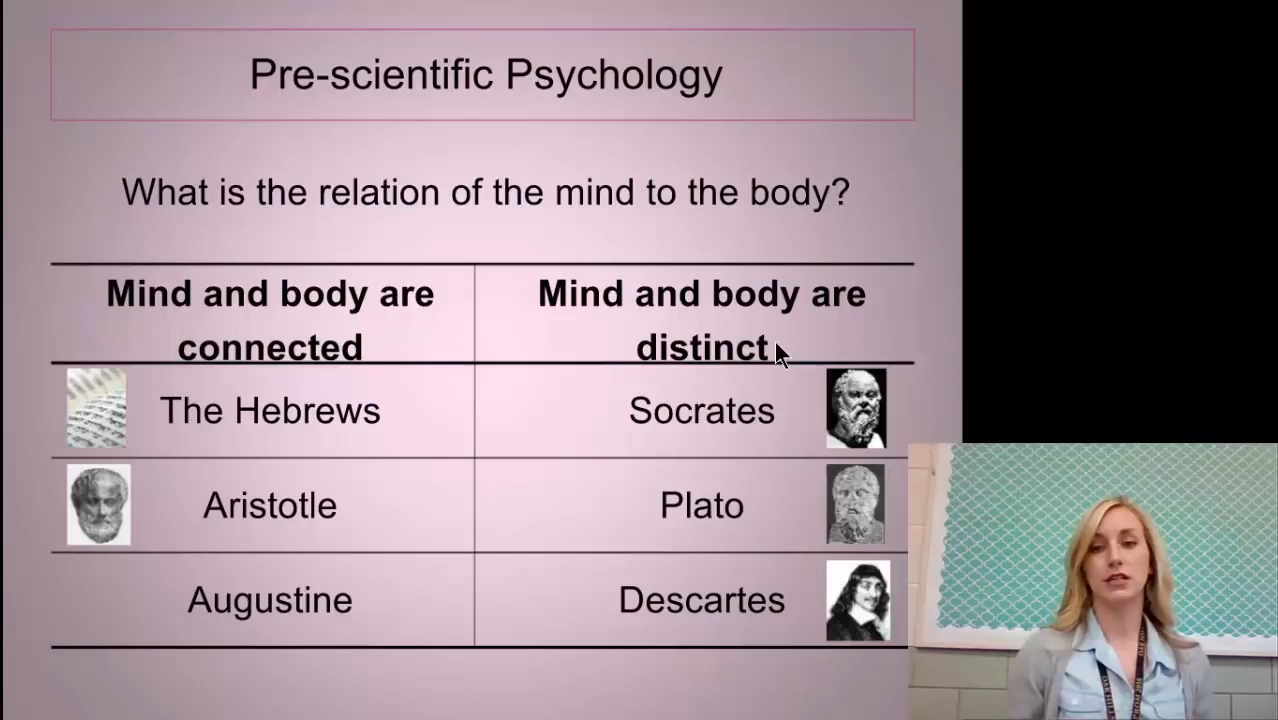 Pre-scientific Psychology
What is the relation of the mind to the body?
Mind and body are
connected
Mind and body are
distinct
The Hebrews
Socrates
Aristotle
Plato
Augustine
Descartes